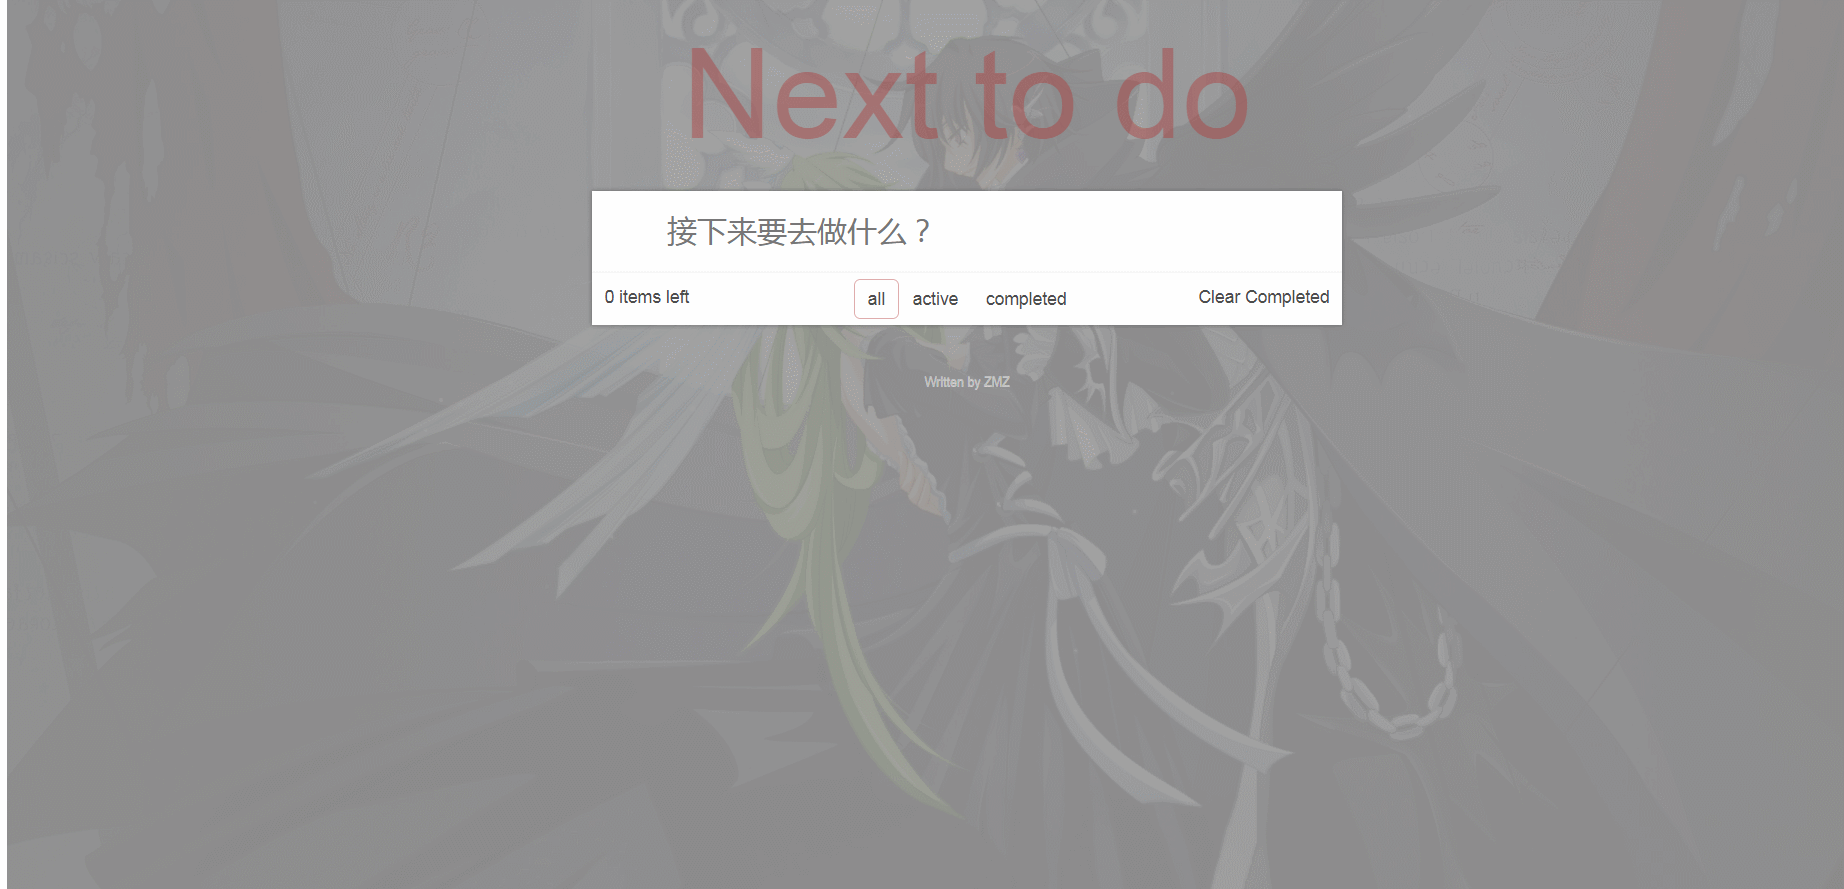 Next to do
接下来要去做什么？
0 items left
all
active
completed
Clear Completed
Written by ZMZ